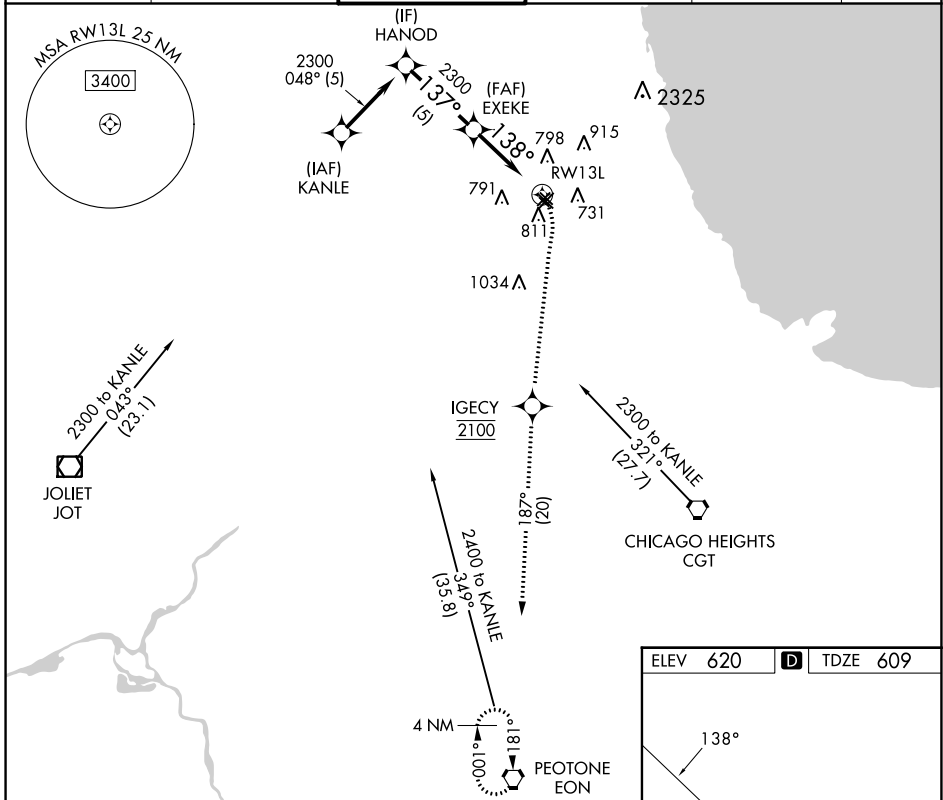 MSA RW13L 25 NM
3400
(IF)
HANOD
2300
048° (5)
2300
137°
(5)
(FAF)
EXEKE
138°
(IAF)
KANLE
2325
798
915
RW13L
791
731
811
1034
2300 to KANLE
043°
(23.1)
JOLIET
JOT
IGECY
2100
2300 to KANLE
321°
(27.7)
CHICAGO HEIGHTS
CGT
187°
(20)
2400 to KANLE
349°
(35.8)
4 NM
001°
181°
PEOTONE
EON
ELEV 620 D TDZE 609
138°